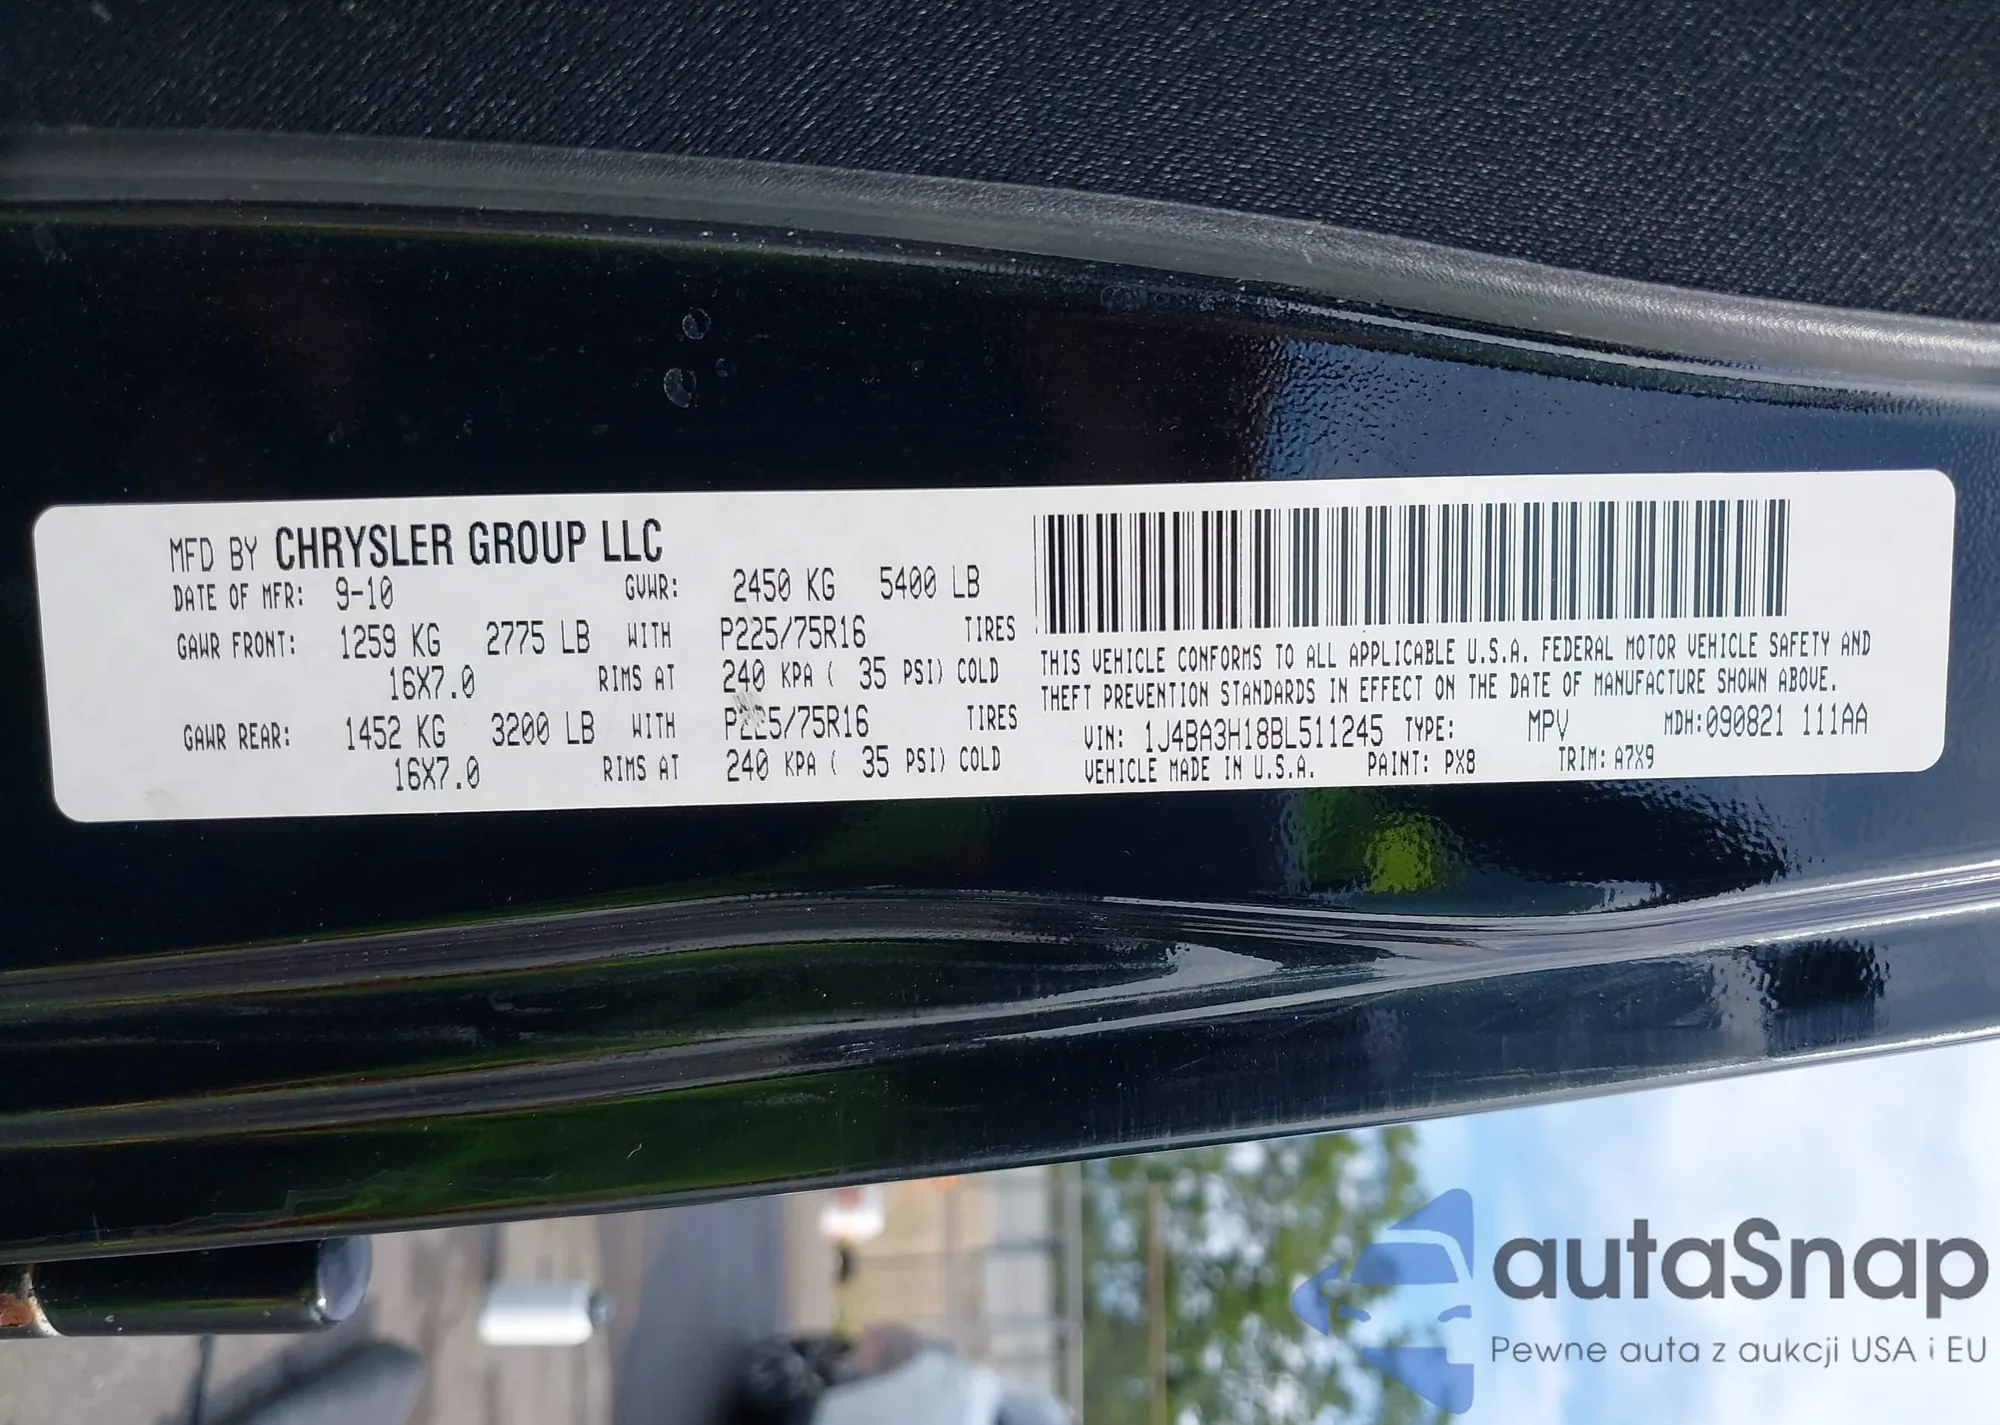 MFD BY CHRYSLER GROUP LLC
DATE OF MFR: 9-10 GVWR: 2450 KG 5400 LB
GAWR FRONT: 1259 KG 2775 LB WITH P225/75R16 TIRES
16X7.0 RIMS AT 240 KPA ( 35 PSI) COLD
GAWR REAR: 1452 KG 3200 LB WITH P225/75R16 TIRES
16X7.0 RIMS AT 240 KPA ( 35 PSI) COLD
THIS VEHICLE CONFORMS TO ALL APPLICABLE U.S.A. FEDERAL MOTOR VEHICLE SAFETY AND
THEFT PREVENTION STANDARDS IN EFFECT ON THE DATE OF MANUFACTURE SHOWN ABOVE.
VIN: 1J4BA3H18BL511245 TYPE: MPV MDH:090821 111AA
VEHICLE MADE IN U.S.A. PAINT: PX8 TRIM: A7X9
autaSnap
Pewne auta z aukcji USA i EU